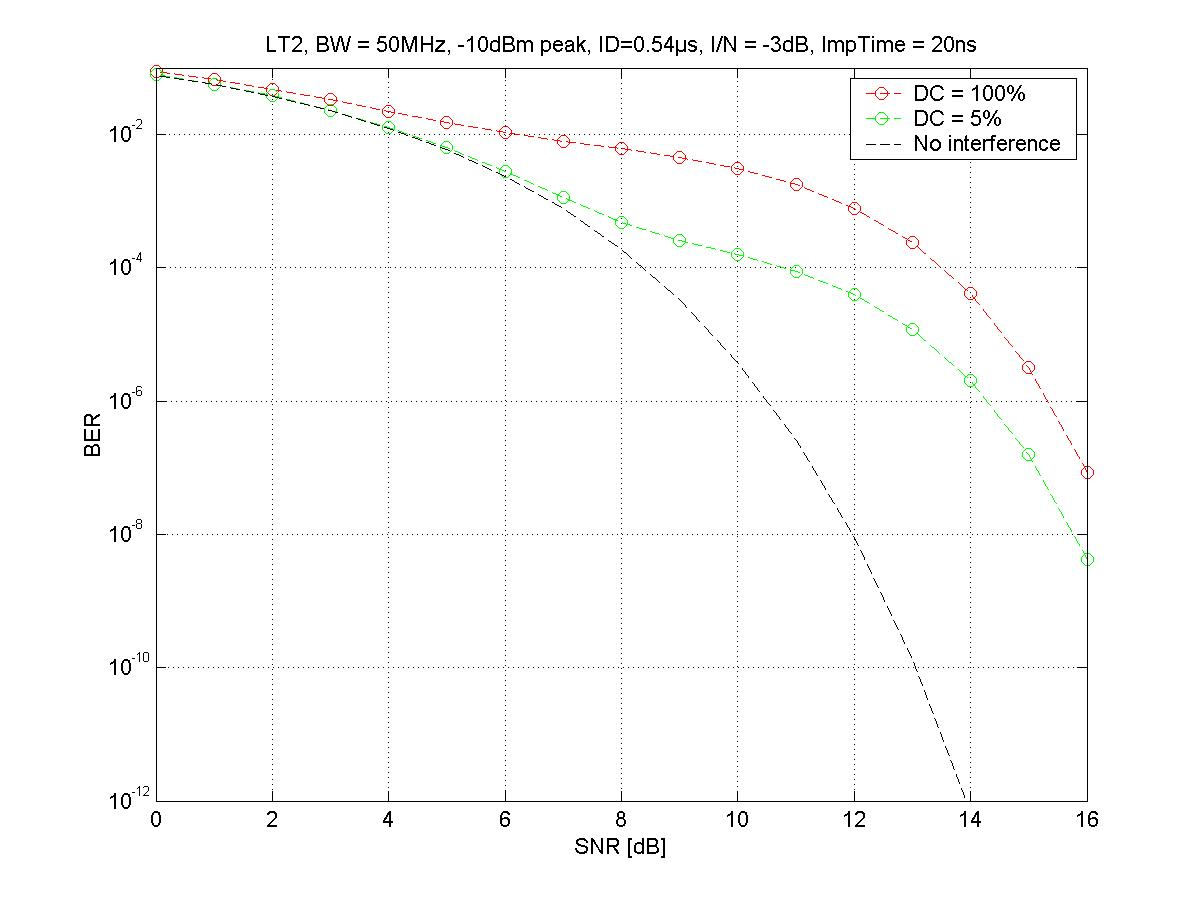 LT2, BW = 50MHz, -10dBm peak, ID=0.54µs, I/N = -3dB, ImpTime = 20ns
DC = 100%
DC = 5%
No interference
10^-2
10^-4
10^-6
10^-8
10^-10
10^-12
BER
0 2 4 6 8 10 12 14 16
SNR [dB]